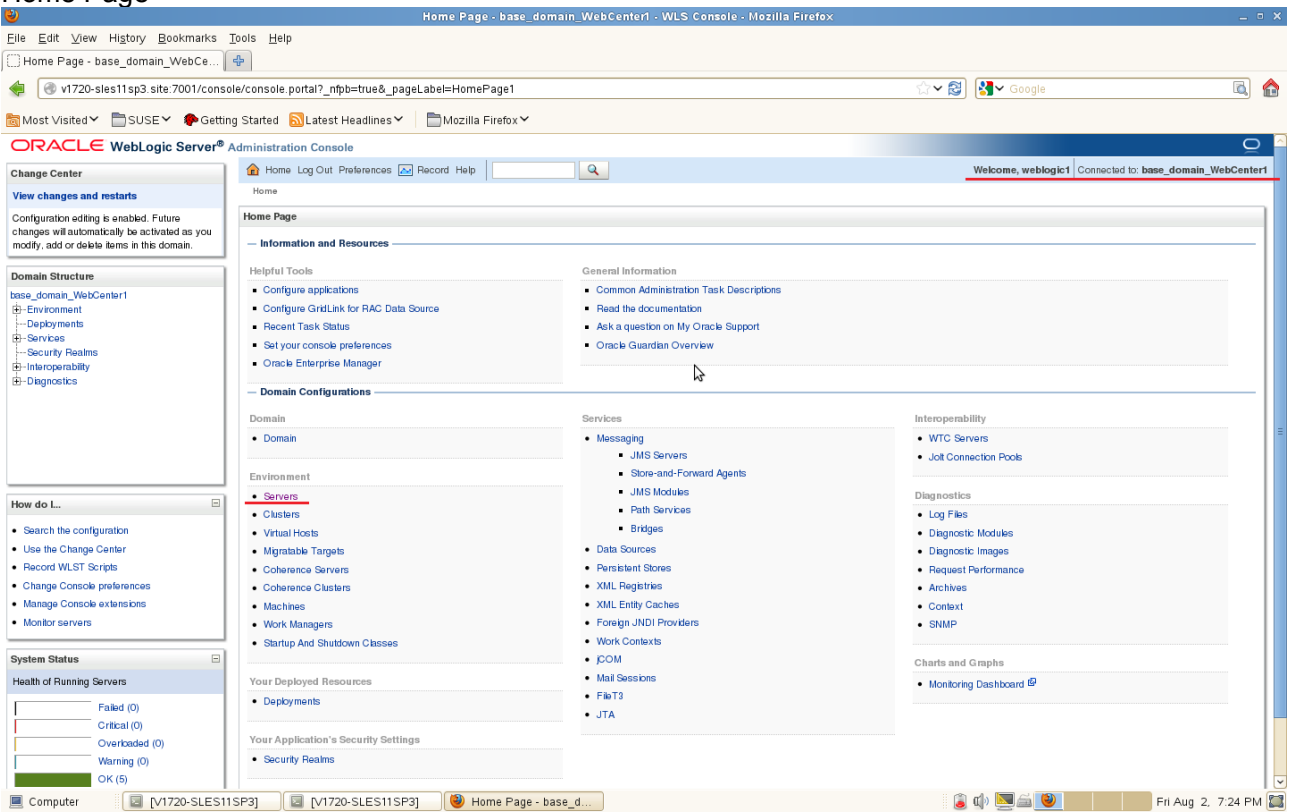 Home Page
Home Page - base_domain_WebCenter1 - WLS Console - Mozilla Firefox
File Edit View History Bookmarks Tools Help
Home Page - base_domain_WebCe...
v1720-sles11sp3.site:7001/console/console.portal?_nfpb=true&_pageLabel=HomePage1
Google
Most Visited SUSE Getting Started Latest Headlines Mozilla Firefox
ORACLE WebLogic Server® Administration Console
Change Center
View changes and restarts
Configuration editing is enabled. Future
changes will automatically be activated as you
modify, add or delete items in this domain.
Domain Structure
base_domain_WebCenter1
Environment
Deployments
Services
Security Realms
Interoperability
Diagnostics
How do I...
Search the configuration
Use the Change Center
Record WLST Scripts
Change Console preferences
Manage Console extensions
Monitor servers
System Status
Health of Running Servers
Failed (0)
Critical (0)
Overloaded (0)
Warning (0)
OK (5)
Home Log Out Preferences Record Help
Welcome, weblogic1 Connected to: base_domain_WebCenter1
Home
Home Page
Information and Resources
Helpful Tools
Configure applications
Configure GridLink for RAC Data Source
Recent Task Status
Set your console preferences
Oracle Enterprise Manager
General Information
Common Administration Task Descriptions
Read the documentation
Ask a question on My Oracle Support
Oracle Guardian Overview
Domain Configurations
Domain
Domain
Environment
Servers
Clusters
Virtual Hosts
Migratable Targets
Coherence Servers
Coherence Clusters
Machines
Work Managers
Startup And Shutdown Classes
Your Deployed Resources
Deployments
Your Application's Security Settings
Security Realms
Services
Messaging
JMS Servers
Store-and-Forward Agents
JMS Modules
Path Services
Bridges
Data Sources
Persistent Stores
XML Registries
XML Entity Caches
Foreign JNDI Providers
Work Contexts
jCOM
Mail Sessions
FileT3
JTA
Interoperability
WTC Servers
Jolt Connection Pools
Diagnostics
Log Files
Diagnostic Modules
Diagnostic Images
Request Performance
Archives
Context
SNMP
Charts and Graphs
Monitoring Dashboard
Computer [V1720-SLES11SP3] [V1720-SLES11SP3] Home Page - base_d... Fri Aug 2, 7:24 PM